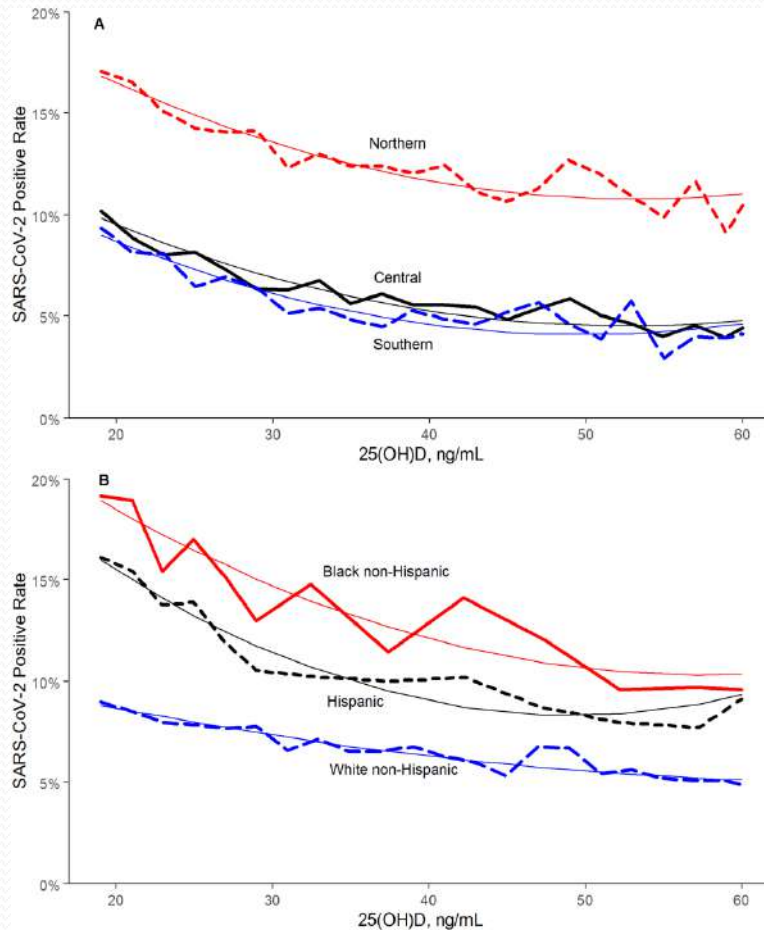 A
20%
15%
10%
5%
0%
SARS-CoV-2 Positive Rate
Northern
Central
Southern
20 30 40 50 60
25(OH)D, ng/mL
B
20%
15%
10%
5%
0%
SARS-CoV-2 Positive Rate
Black non-Hispanic
Hispanic
White non-Hispanic
20 30 40 50 60
25(OH)D, ng/mL